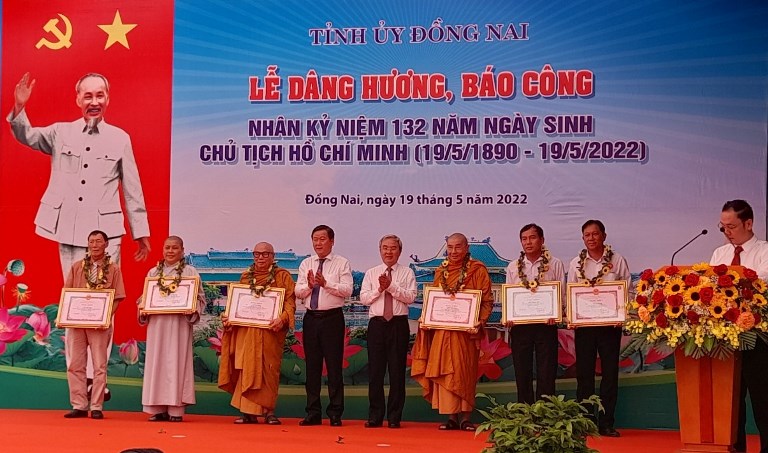 TỈNH ỦY ĐỒNG NAI
LỄ DÂNG HƯƠNG, BÁO CÔNG
NHÂN KỶ NIỆM 132 NĂM NGÀY SINH
CHỦ TỊCH HỒ CHÍ MINH (19/5/1890 - 19/5/2022)
Đồng Nai, ngày 19 tháng 5 năm 2022